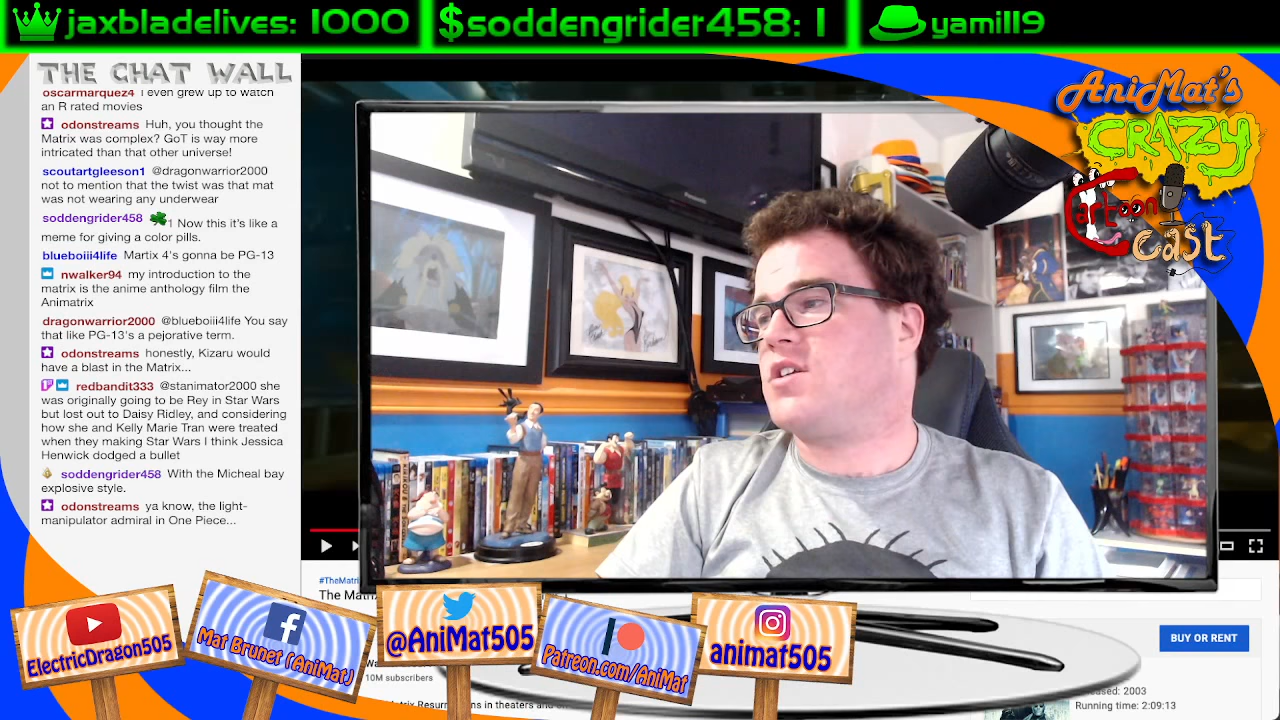 jaxbladelives: 1000
$soddengrider458: 1
yamil19
THE CHAT WALL
oscarmarquez4 I even grew up to watch
an R rated movies
odonstreams Huh, you thought the
Matrix was complex? GoT is way more
intricated than that other universe!
scoutartgleeson1 @dragonwarrior2000
not to mention that the twist was that mat
was not wearing any underwear
soddengrider458 1 Now this it's like a
meme for giving a color pills.
blueboiii4life Martix 4's gonna be PG-13
nwalker94 my introduction to the
matrix is the anime anthology film the
Animatrix
dragonwarrior2000 @blueboiii4life You say
that like PG-13's a pejorative term.
odonstreams honestly, Kizaru would
have a blast in the Matrix...
redbandit333 @stanimator2000 she
was originally going to be Rey in Star Wars
but lost out to Daisy Ridley, and considering
how she and Kelly Marie Tran were treated
when they making Star Wars I think Jessica
Henwick dodged a bullet
soddengrider458 With the Micheal bay
explosive style.
odonstreams ya know, the light-
manipulator admiral in One Piece...
AniMat's
CRAZY
Cartoon
Cast
#TheMatri
The Mat
ElectricDragon505
Mat Brunet (AniMat)
@AniMat505
Patreon.com/AniMat
animat505
10M subscribers
BUY OR RENT
2003
Running time: 2:09:13